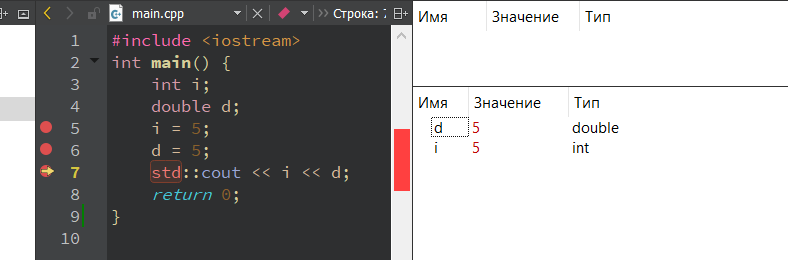 main.cpp Строка:
1 #include <iostream>
2 int main() {
3 int i;
4 double d;
5 i = 5;
6 d = 5;
7 std::cout << i << d;
8 return 0;
9 }
10
Имя Значение Тип
Имя Значение Тип
d 5 double
i 5 int